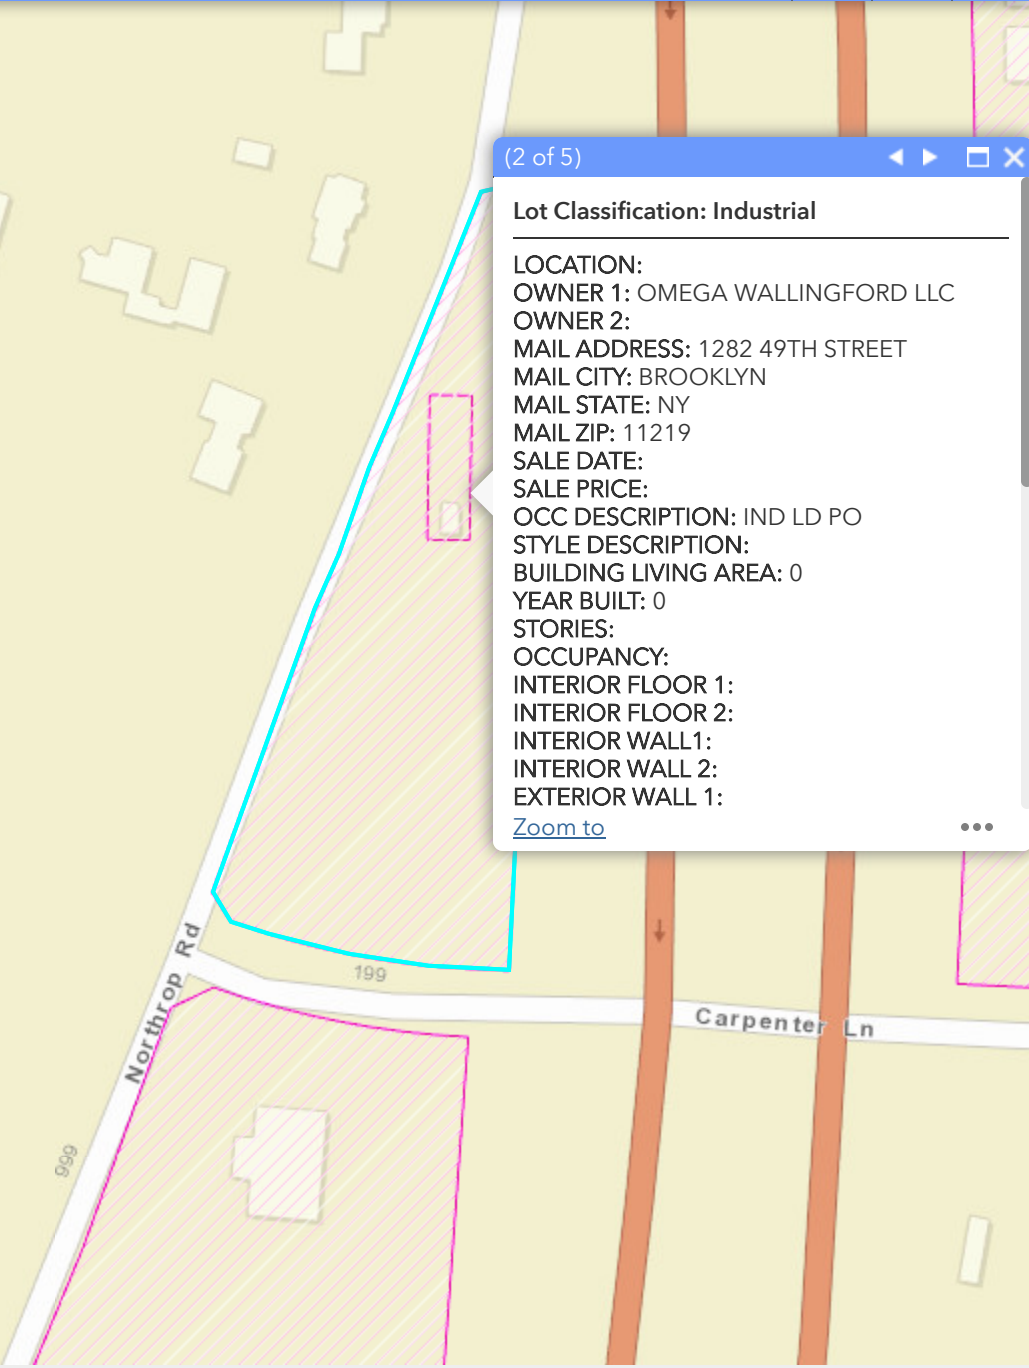 (2 of 5)
Lot Classification: Industrial
LOCATION:
OWNER 1: OMEGA WALLINGFORD LLC
OWNER 2:
MAIL ADDRESS: 1282 49TH STREET
MAIL CITY: BROOKLYN
MAIL STATE: NY
MAIL ZIP: 11219
SALE DATE:
SALE PRICE:
OCC DESCRIPTION: IND LD PO
STYLE DESCRIPTION:
BUILDING LIVING AREA: 0
YEAR BUILT: 0
STORIES:
OCCUPANCY:
INTERIOR FLOOR 1:
INTERIOR FLOOR 2:
INTERIOR WALL1:
INTERIOR WALL 2:
EXTERIOR WALL 1:
Zoom to
Northrop Rd
199
Carpenter Ln
999